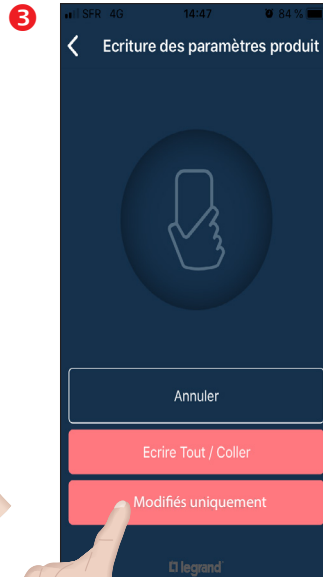 3
SFR 4G 14:47 84 %
Ecriture des paramètres produit
Annuler
Ecrire Tout / Coller
Modifiés uniquement
legrand